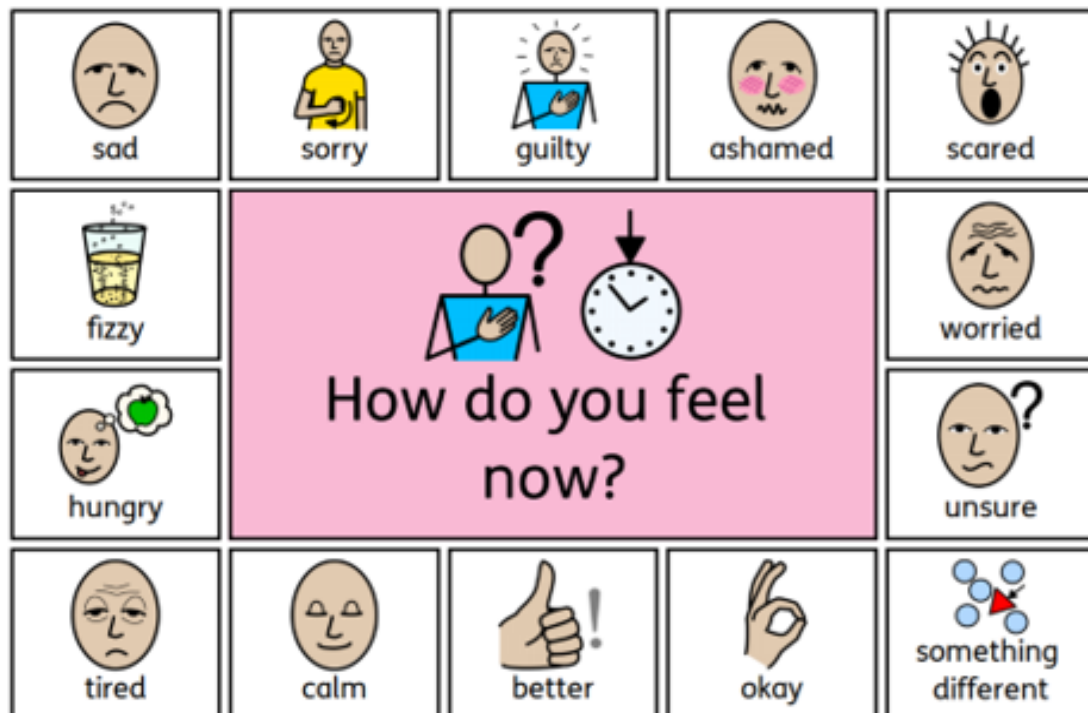 sad
sorry
guilty
ashamed
scared
fizzy
?
How do you feel
now?
worried
hungry
?
unsure
tired
calm
!
better
okay
something
different